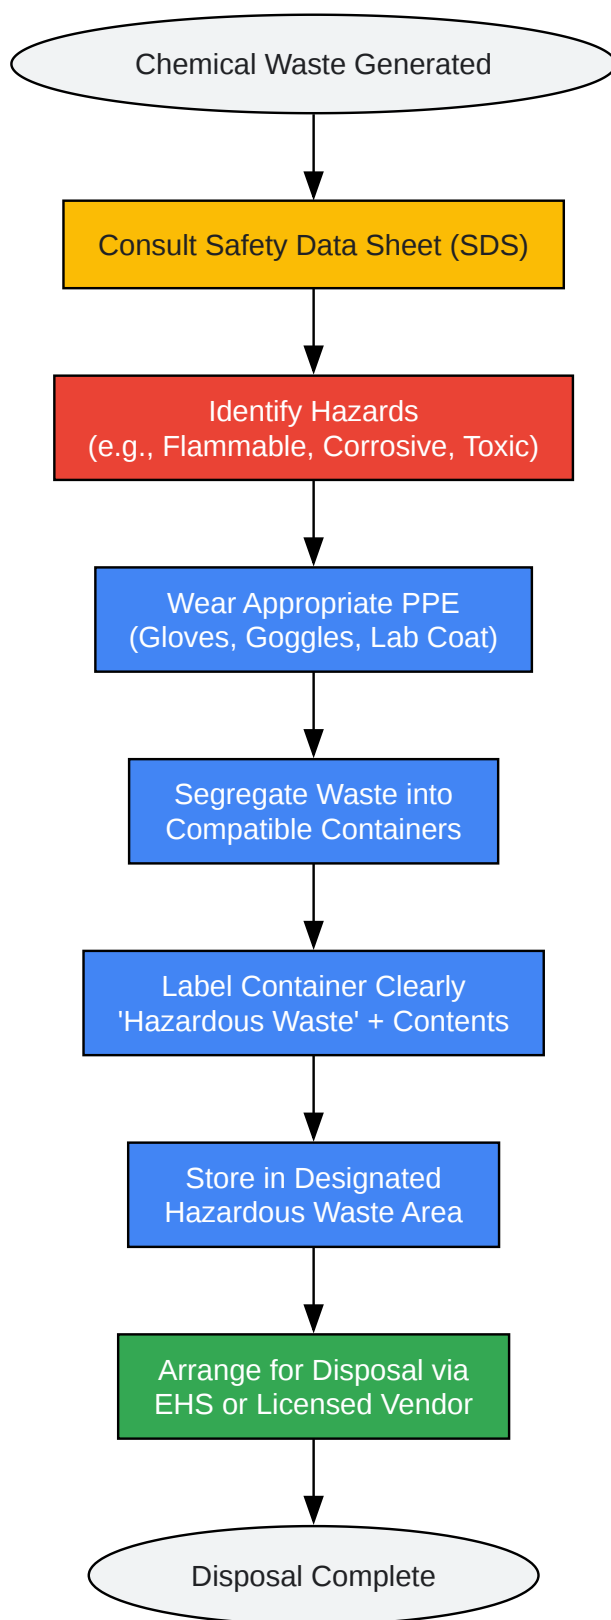 Chemical Waste Generated
Consult Safety Data Sheet (SDS)
Identify Hazards
(e.g., Flammable, Corrosive, Toxic)
Wear Appropriate PPE
(Gloves, Goggles, Lab Coat)
Segregate Waste into
Compatible Containers
Label Container Clearly
'Hazardous Waste' + Contents
Store in Designated
Hazardous Waste Area
Arrange for Disposal via
EHS or Licensed Vendor
Disposal Complete